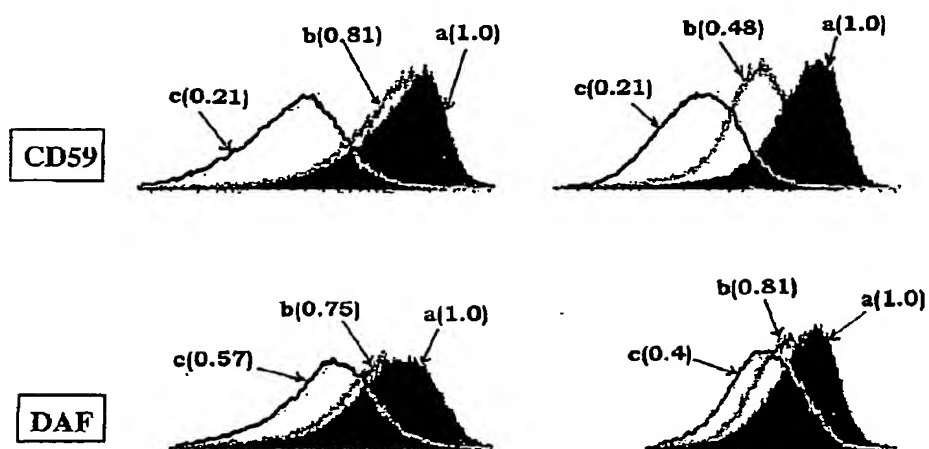 b(0.81) a(1.0)
c(0.21)
b(0.48) a(1.0)
c(0.21)
CD59
b(0.75) a(1.0)
c(0.57)
b(0.81) a(1.0)
c(0.4)
DAF